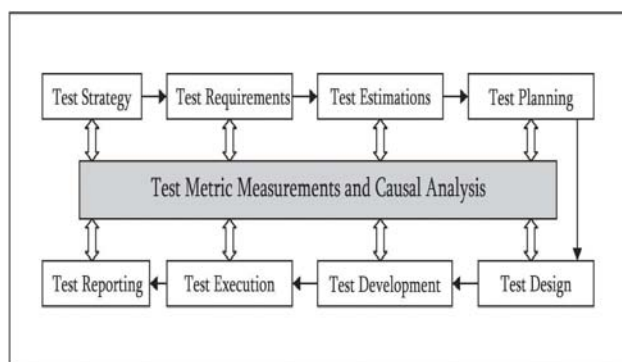 Test Strategy
Test Requirements
Test Estimations
Test Planning
Test Metric Measurements and Causal Analysis
Test Reporting
Test Execution
Test Development
Test Design